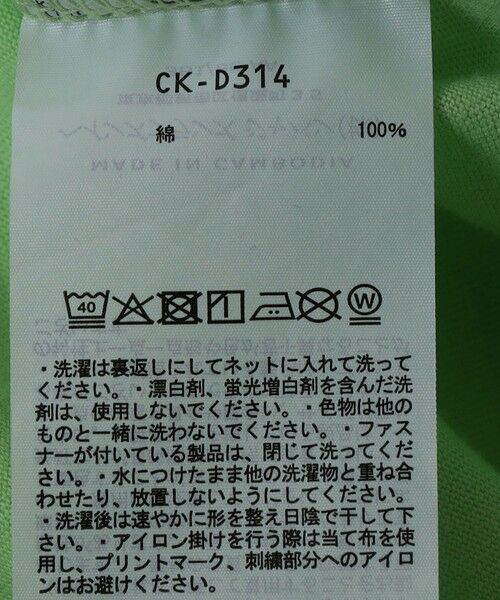 CK-D314
綿 100%
40
W
・洗濯は裏返しにしてネットに入れて洗って
ください。・漂白剤、蛍光増白剤を含んだ洗
剤は、使用しないでください。・色物は他の
ものと一緒に洗わないでください。・ファス
ナーが付いている製品は、閉じて洗ってくだ
さい。・水につけたまま他の洗濯物と重ね合
わせたり、放置しないようにしてください。
・洗濯後は速やかに形を整え日陰で干して下
さい。・アイロン掛けを行う際は当て布を使
用し、プリントマーク、刺繍部分へのアイロ
ンはお避けください。
MADE IN CAMBODIA